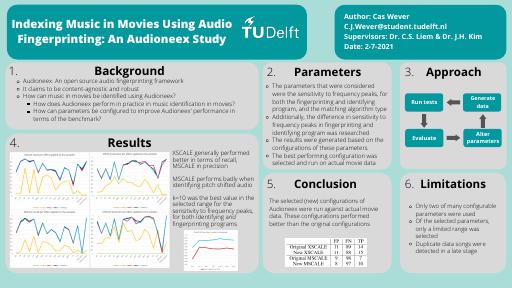 Indexing Music in Movies Using Audio
Fingerprinting: An Audioneex Study
TUDelft
Author: Cas Wever
C.J.Wever@student.tudelft.nl
Supervisors: Dr. C.S. Liem & Dr. J.H. Kim
Date: 2-7-2021
1. Background
Audioneex: An open source audio fingerprinting framework
It claims to be content-agnostic and robust
How can music in movies be identified using Audioneex?
How does Audioneex perform in practice in music identification in movies?
How can parameters be configured to improve Audioneex' performance in
terms of the benchmark?
2. Parameters
The parameters that were considered
were the sensitivity to frequency peaks, for
both the fingerprinting and identifying
program, and the matching algorithm type
Additionally, the difference in sensitivity to
frequency peaks in fingerprinting and
identifying program was researched
The results were generated based on the
configurations of these parameters
The best performing configuration was
selected and run on actual movie data
3. Approach
Run tests
Generate
data
Evaluate
Alter
parameters
4. Results
XSCALE generally performed
better in terms of recall,
MSCALE in precision
MSCALE performs badly when
identifying pitch shifted audio
k=10 was the best value in the
selected range for the
sensitivity to frequency peaks,
for both identifying and
fingerprinting programs
5. Conclusion
The selected (new) configurations of
Audioneex were run against actual movie
data. These configurations performed
better than the original configurations
FP FN TP
Original XSCALE 11 89 14
New XSCALE 11 88 15
Original MSCALE 9 98 7
New MSCALE 8 97 10
6. Limitations
Only two of many configurable
parameters were used
Of the selected parameters,
only a limited range was
selected
Duplicate data songs were
detected in a late stage